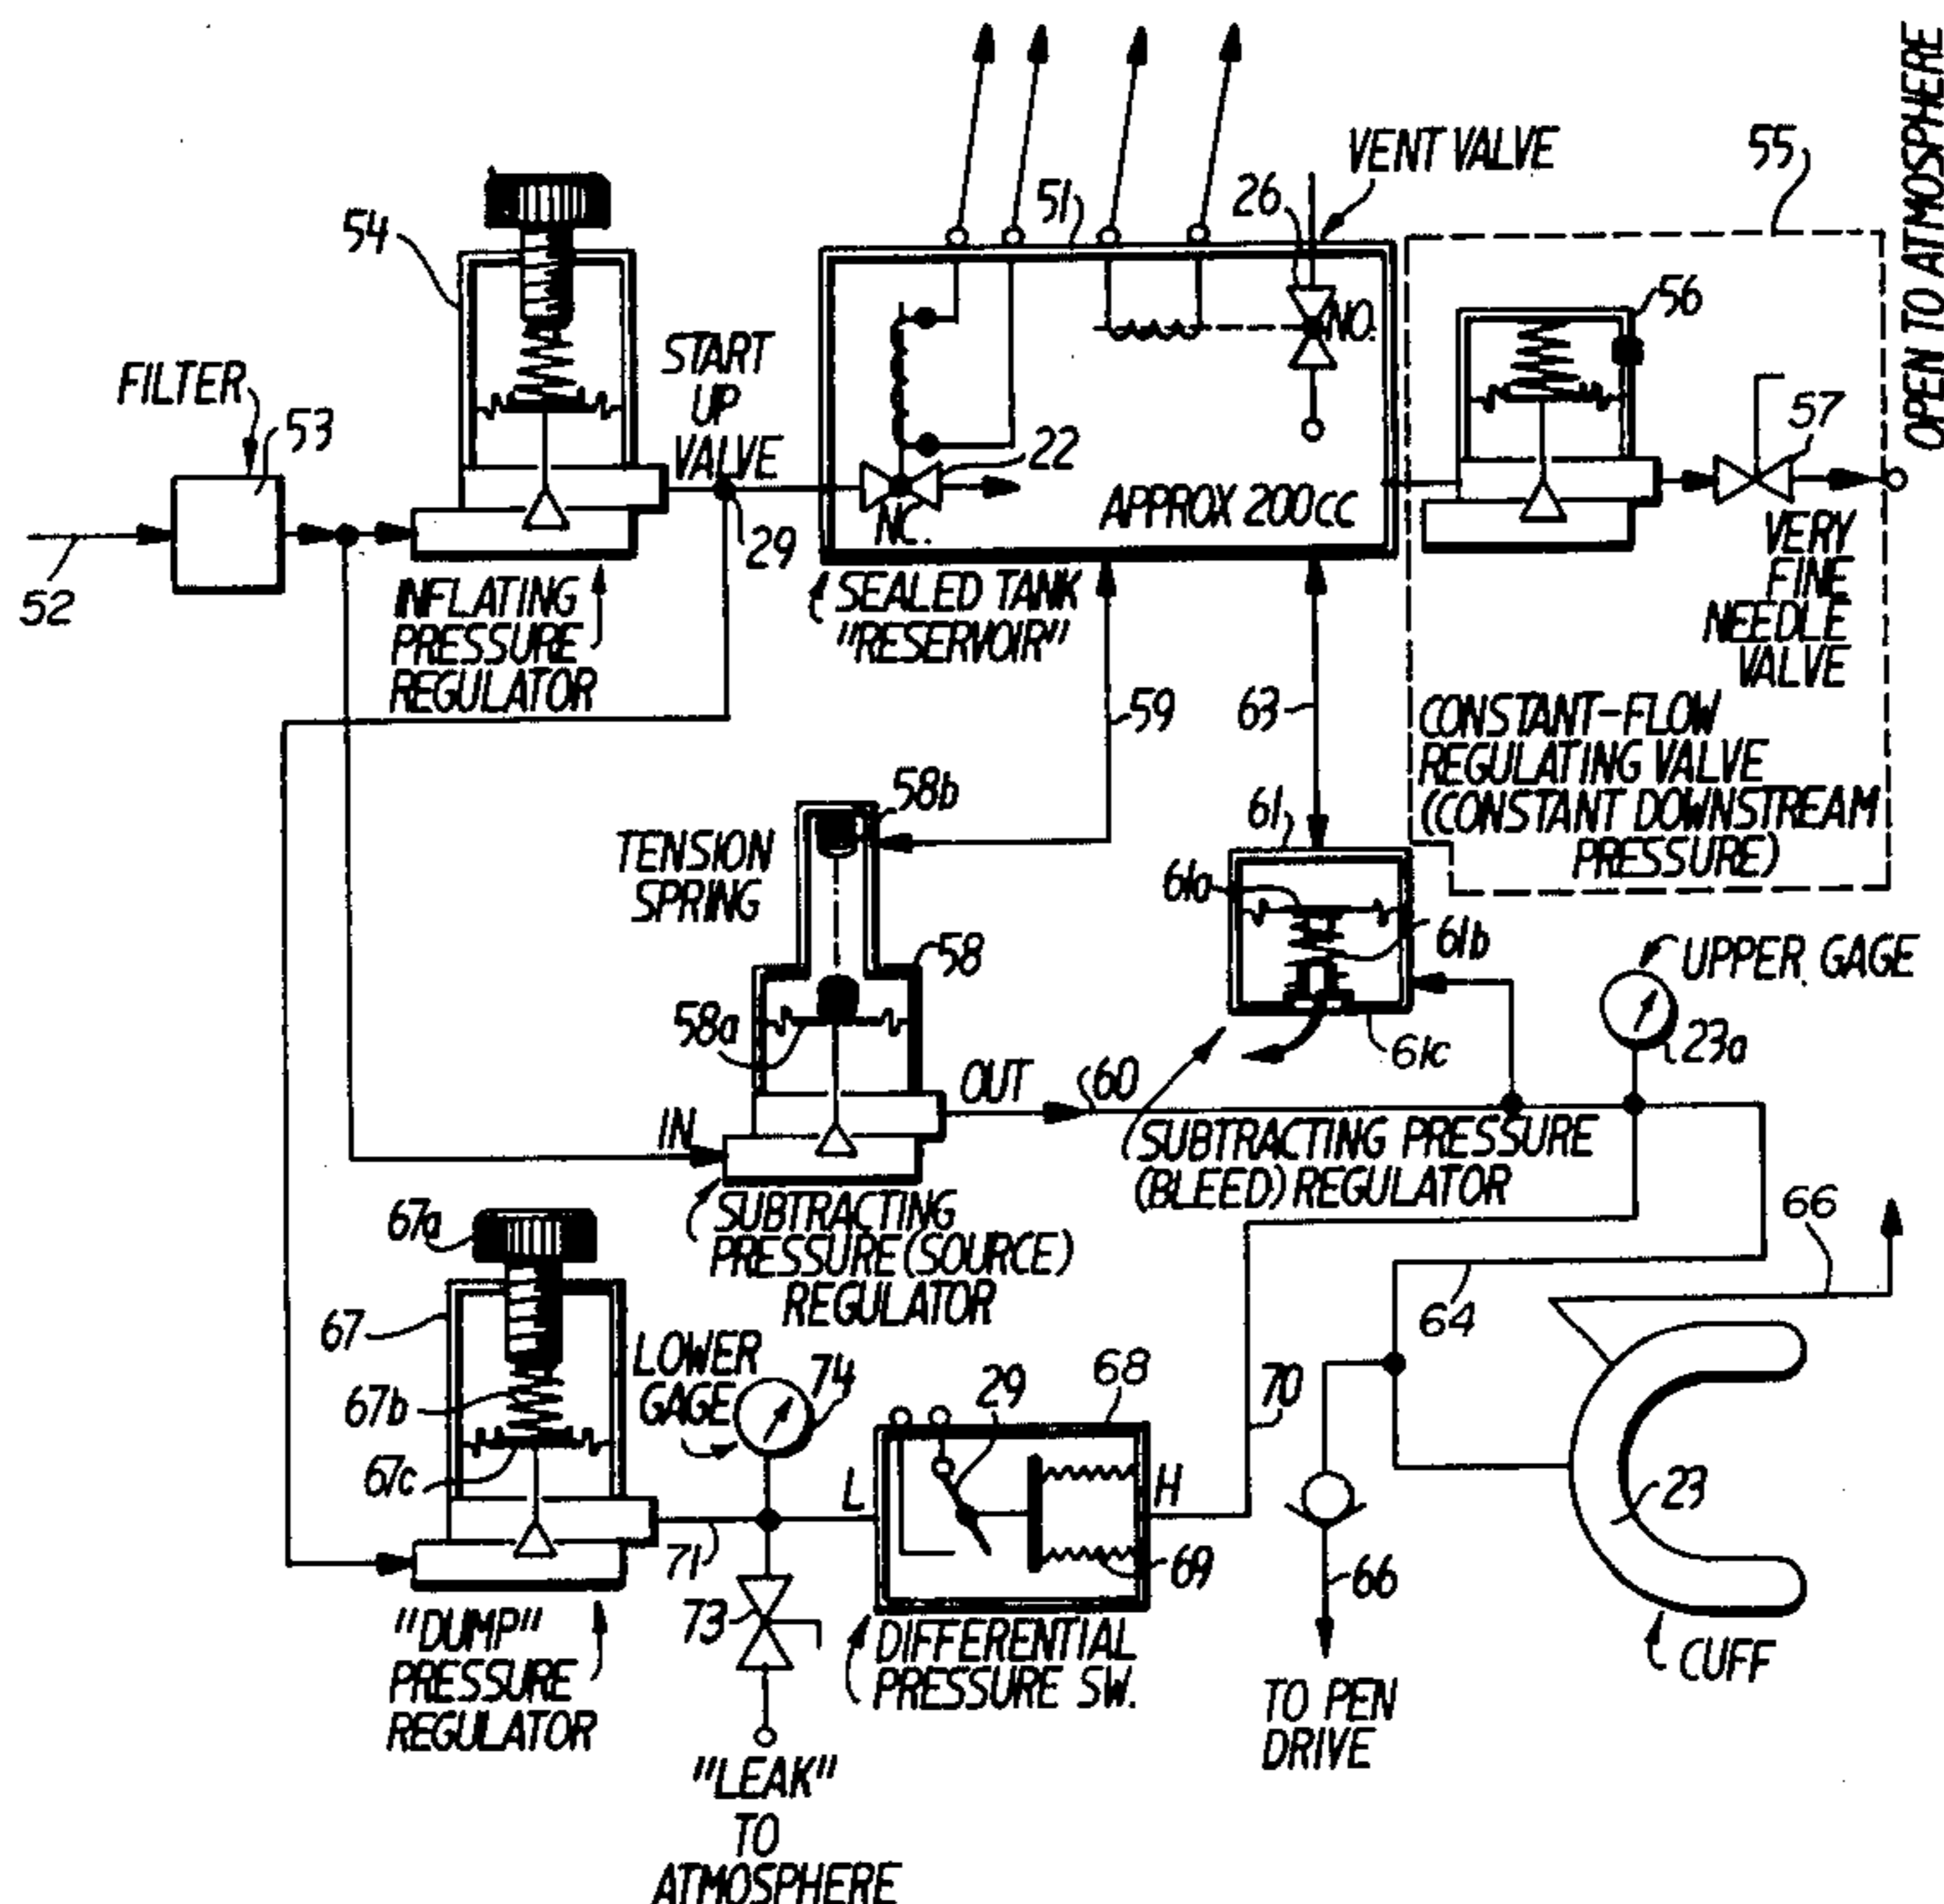 OPEN TO ATMOSPHERE
VENT VALVE
55
54
51
26
56
START
UP
VALVE
NO.
FILTER
53
57
22
APPROX 200CC
NC.
29
52
VERY
FINE
NEEDLE
VALVE
INFLATING
PRESSURE
REGULATOR
SEALED TANK
"RESERVOIR"
59
63
CONSTANT-FLOW
REGULATING VALVE
(CONSTANT DOWNSTREAM
PRESSURE)
58b
61
TENSION
SPRING
61a
61b
58
UPPER GAGE
58a
61c
23a
OUT
60
IN
SUBTRACTING PRESSURE
(BLEED) REGULATOR
SUBTRACTING
PRESSURE (SOURCE)
REGULATOR
67a
66
64
67
LOWER
GAGE
74
29
68
70
67b
67c
L
H
23
71
69
66
73
"DUMP"
PRESSURE
REGULATOR
DIFFERENTIAL
PRESSURE SW.
CUFF
TO PEN
DRIVE
"LEAK"
TO
ATMOSPHERE